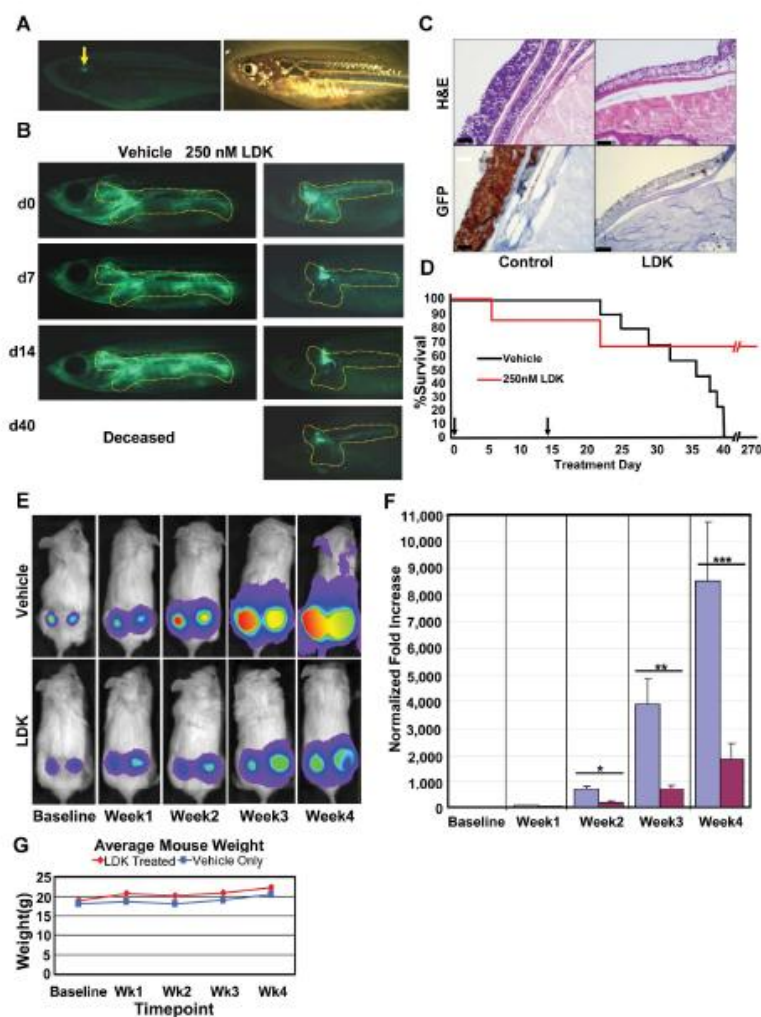 A
B
Vehicle 250 nM LDK
d0
d7
d14
d40
Deceased
C
H&E
GFP
Control LDK
D
%Survival
100
90
80
70
60
50
40
30
20
10
0
Vehicle
250nM LDK
0 5 10 15 20 25 30 35 40 270
Treatment Day
E
Vehicle
LDK
Baseline Week1 Week2 Week3 Week4
F
Normalized Fold Increase
11,000
10,000
9,000
8,000
7,000
6,000
5,000
4,000
3,000
2,000
1,000
0
*
**
***
Baseline Week1 Week2 Week3 Week4
G
Average Mouse Weight
LDK Treated Vehicle Only
Weight(g)
25
20
15
10
5
0
Baseline Wk1 Wk2 Wk3 Wk4
Timepoint